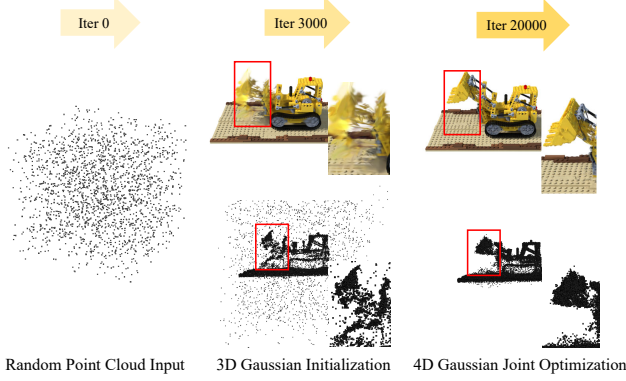 Iter 0
Iter 3000
Iter 20000
Random Point Cloud Input
3D Gaussian Initialization
4D Gaussian Joint Optimization